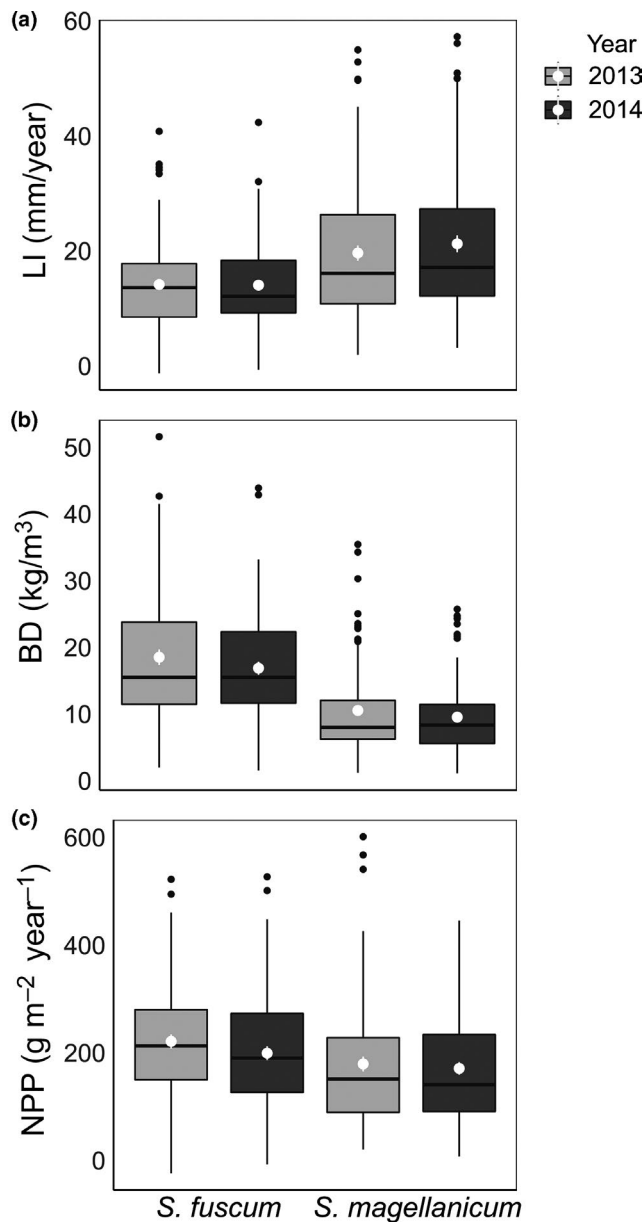 (a)
60
40
20
0
LI (mm/year)
Year
2013
2014
(b)
50
40
30
20
10
0
BD (kg/m³)
(c)
600
400
200
0
NPP (g m⁻² year⁻¹)
S. fuscum S. magellanicum